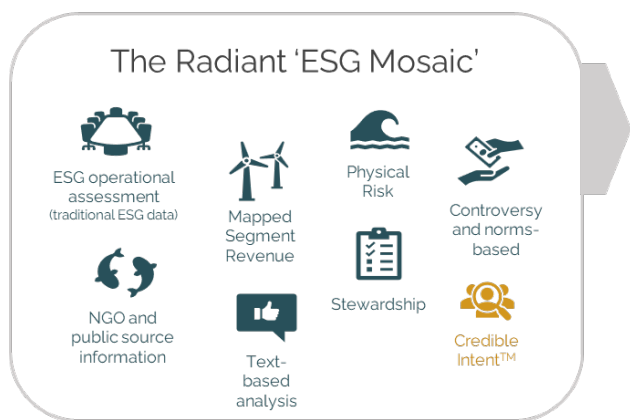 The Radiant ‘ESG Mosaic’
ESG operational
assessment
(traditional ESG data)
Mapped
Segment
Revenue
Physical
Risk
Controversy
and norms-
based
NGO and
public source
information
Text-
based
analysis
Stewardship
Credible
Intent™